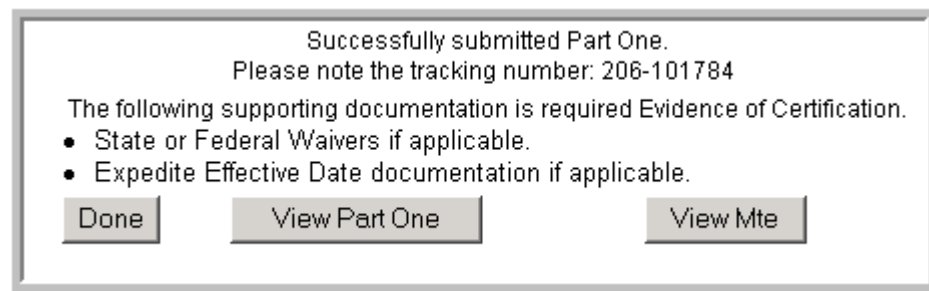 Successfully submitted Part One.
Please note the tracking number: 206-101784
The following supporting documentation is required Evidence of Certification.
● State or Federal Waivers if applicable.
● Expedite Effective Date documentation if applicable.
Done View Part One View Mte